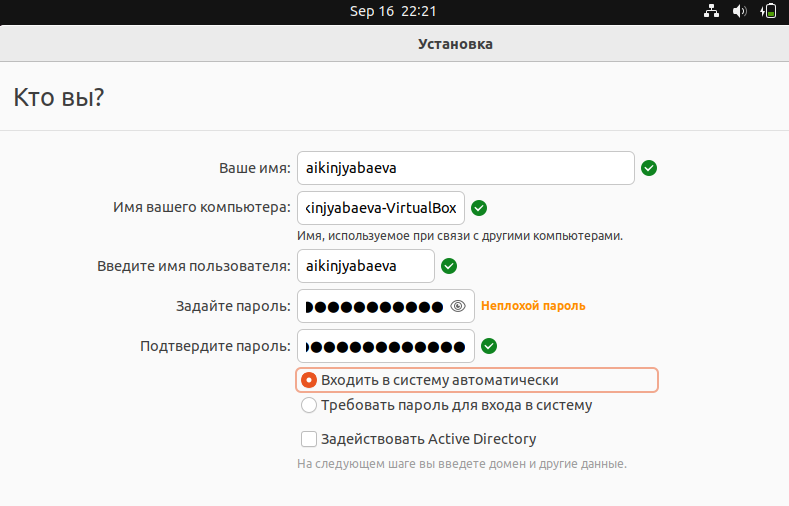 Sep 16 22:21
Установка
Кто вы?
Ваше имя: aikinjyabaeva
Имя вашего компьютера: kinjyabaeva-VirtualBox
Имя, используемое при связи с другими компьютерами.
Введите имя пользователя: aikinjyabaeva
Задайте пароль: Неплохой пароль
Подтвердите пароль:
Входить в систему автоматически
Требовать пароль для входа в систему
Задействовать Active Directory
На следующем шаге вы введете домен и другие данные.